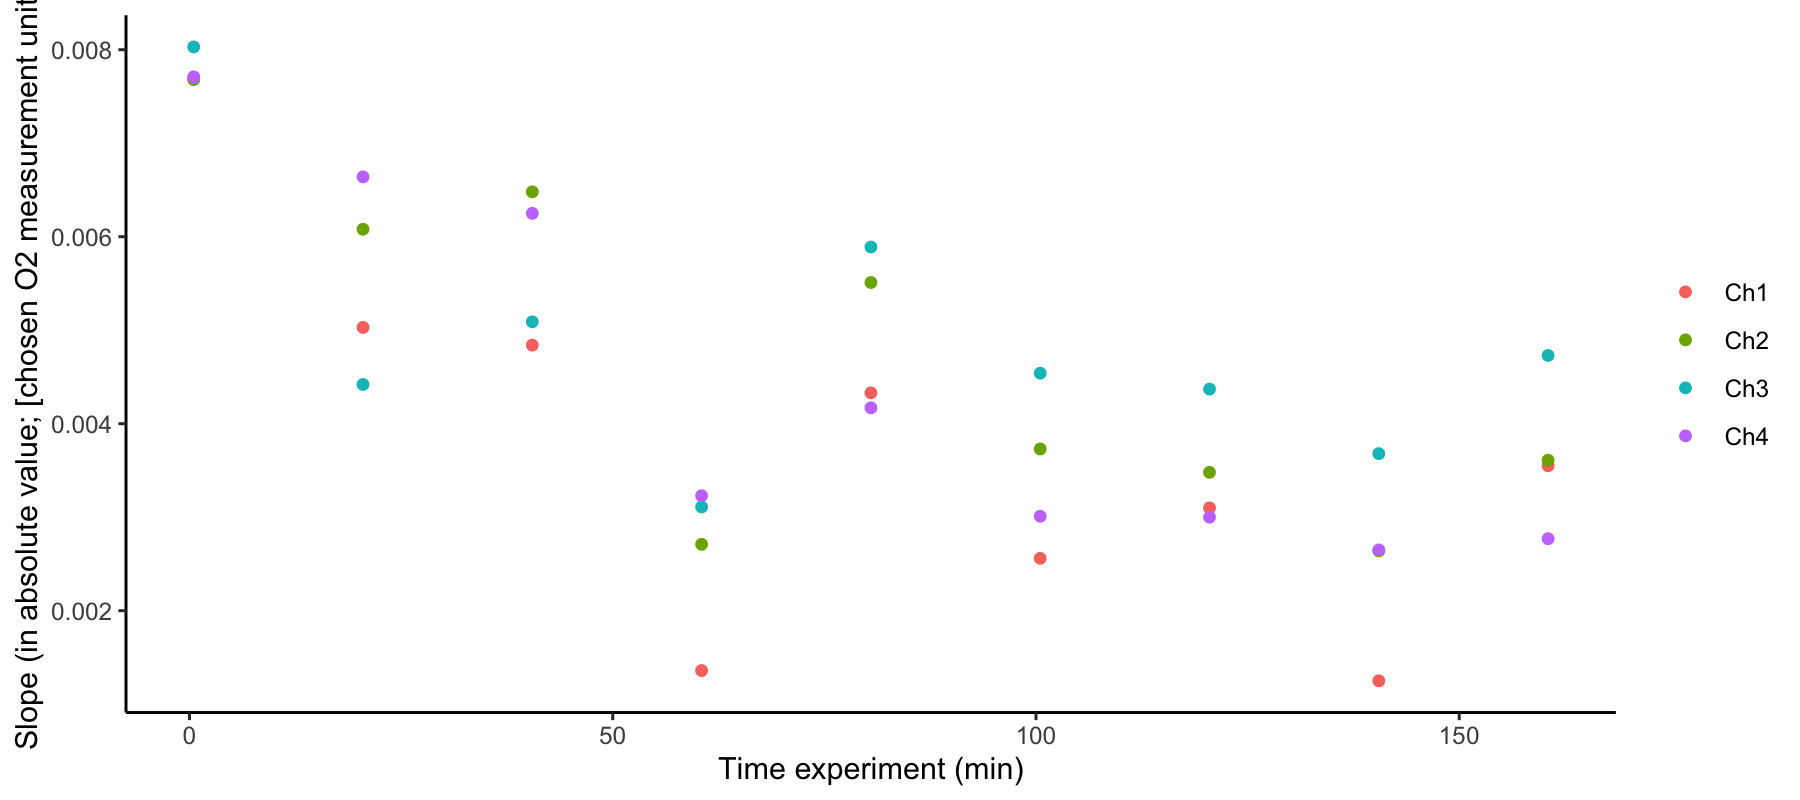 Slope (in absolute value; [chosen O2 measurement unit
0.008
0.006
0.004
0.002
0
50
100
150
Time experiment (min)
Ch1
Ch2
Ch3
Ch4